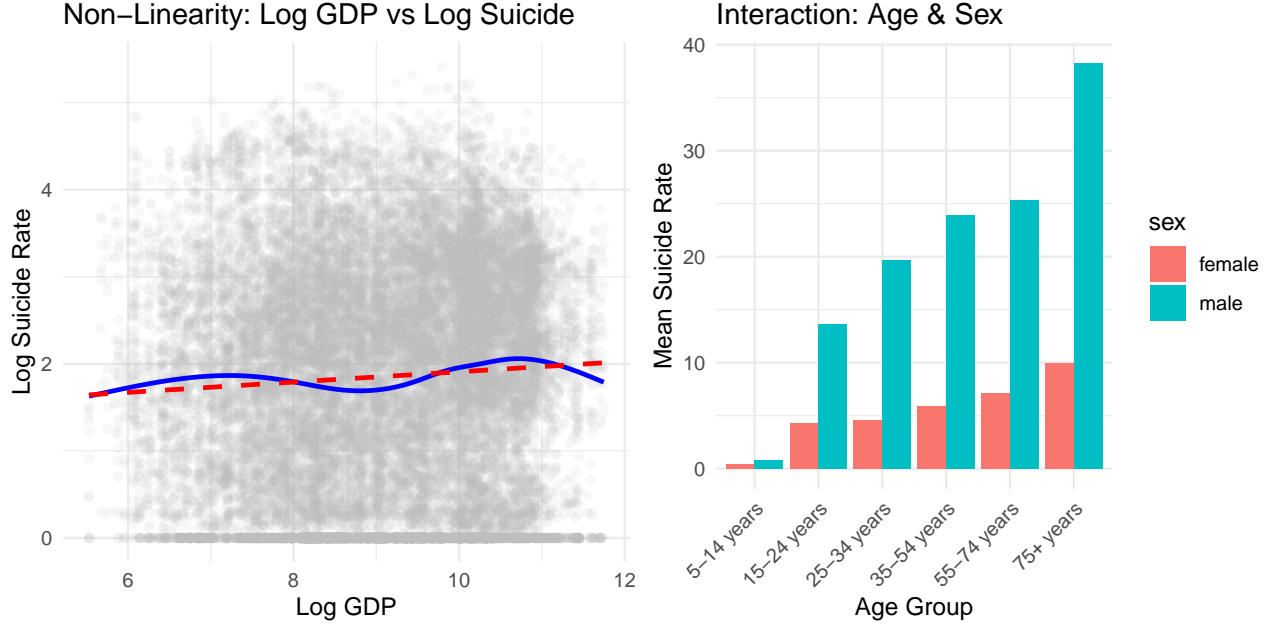 Non−Linearity: Log GDP vs Log Suicide
Log Suicide Rate
4
2
0
6
8
10
12
Log GDP
Interaction: Age & Sex
Mean Suicide Rate
40
30
20
10
0
5−14 years
15−24 years
25−34 years
35−54 years
55−74 years
75+ years
Age Group
sex
female
male